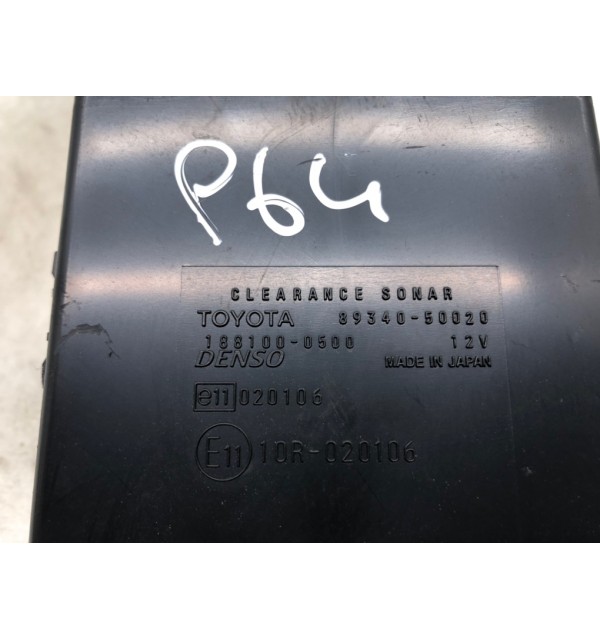 P64
CLEARANCE SONAR
TOYOTA 89340-50020
188100-0500 12V
DENSO MADE IN JAPAN
e11 020106
E11 10R-020106